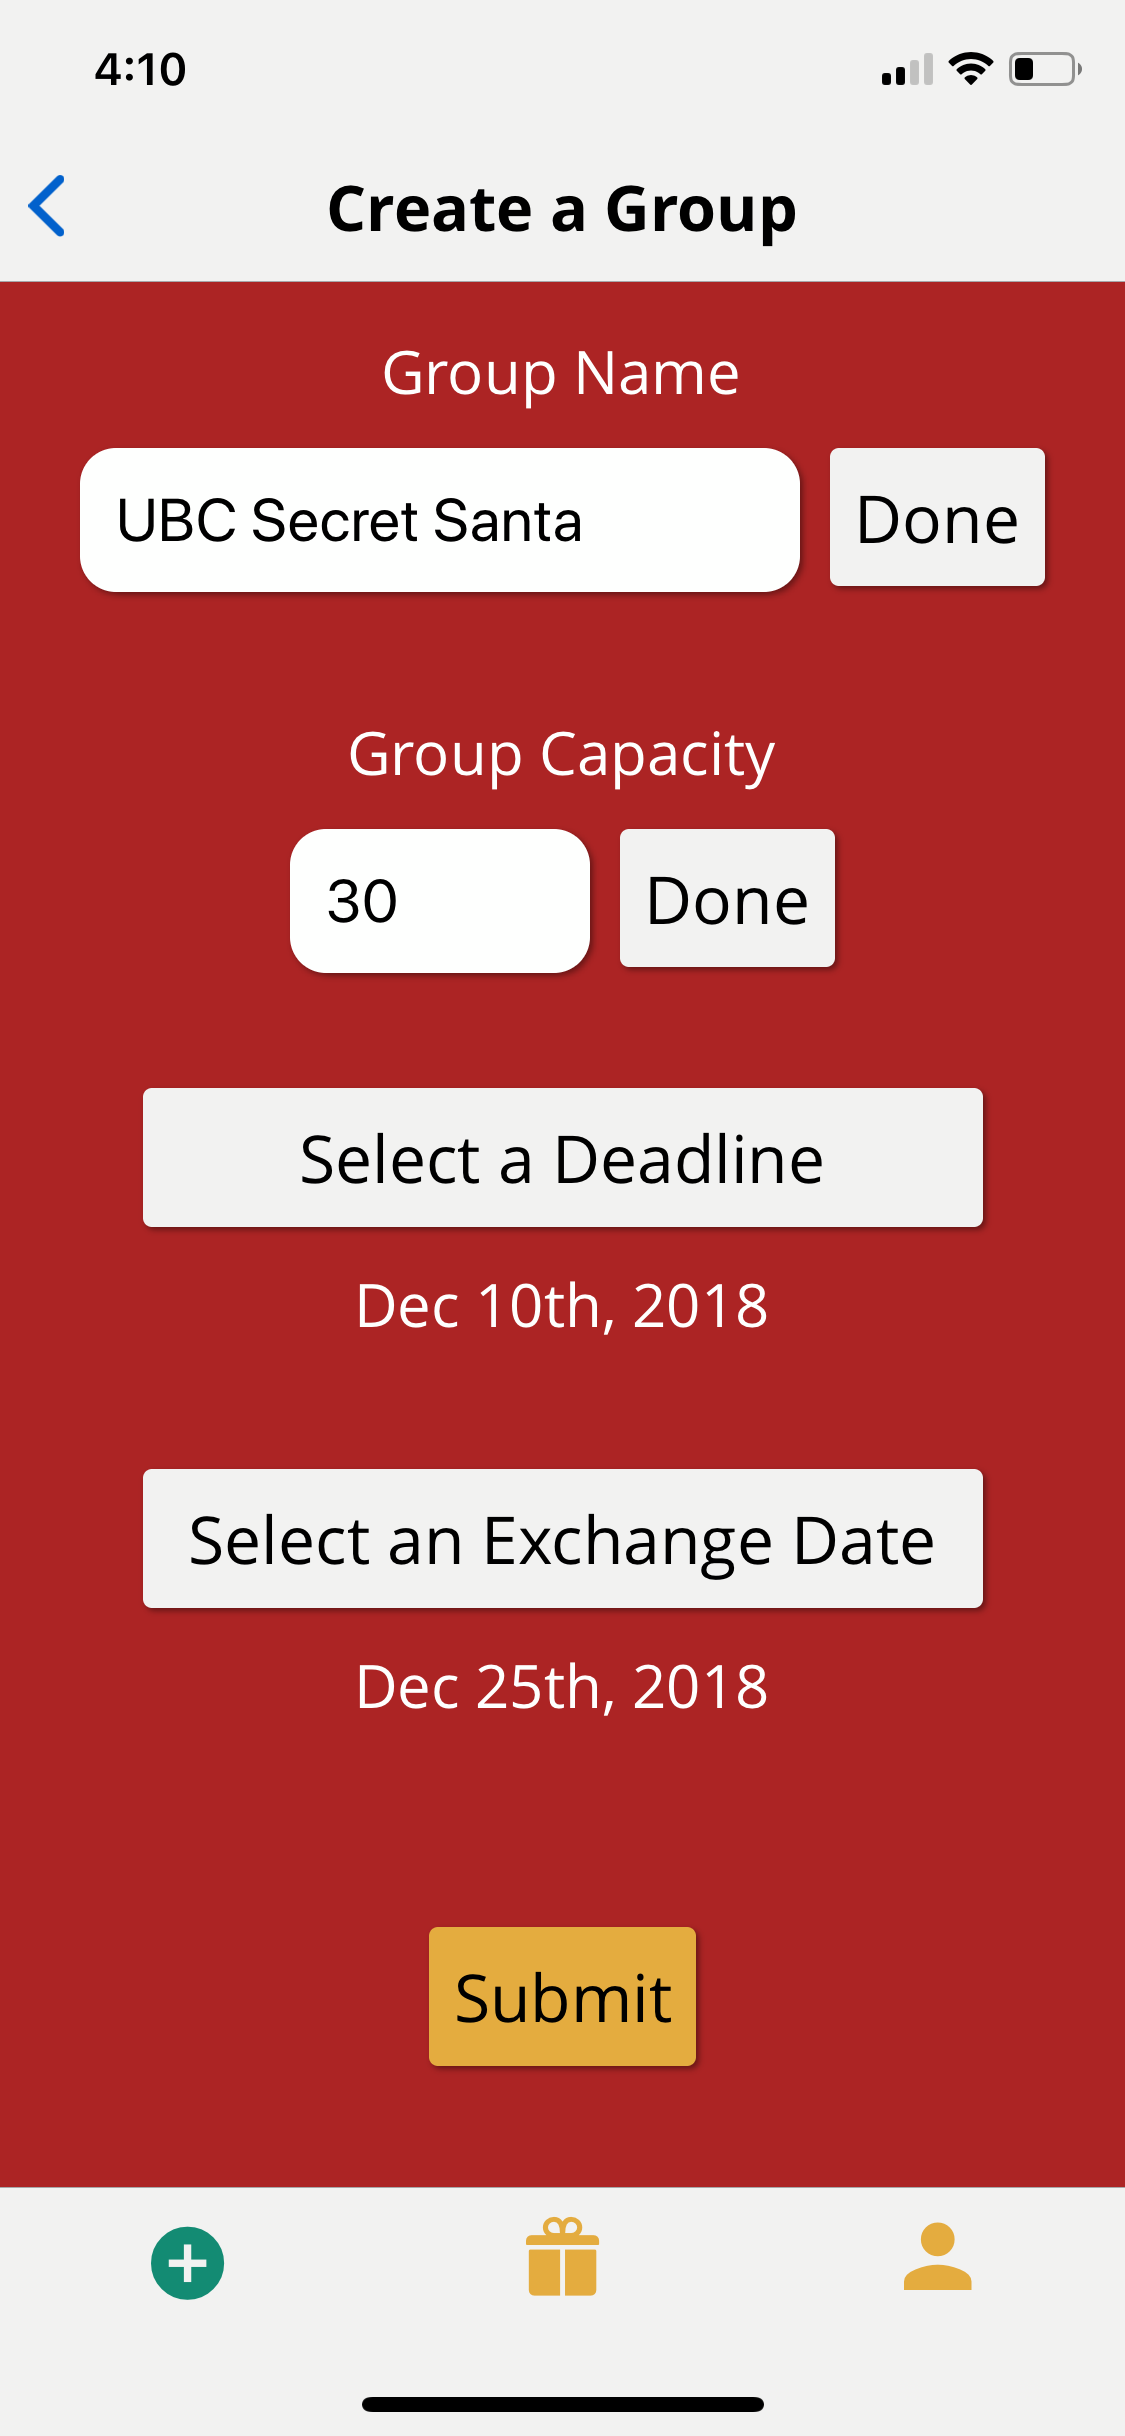 4:10
Create a Group
Group Name
UBC Secret Santa Done
Group Capacity
30 Done
Select a Deadline
Dec 10th, 2018
Select an Exchange Date
Dec 25th, 2018
Submit